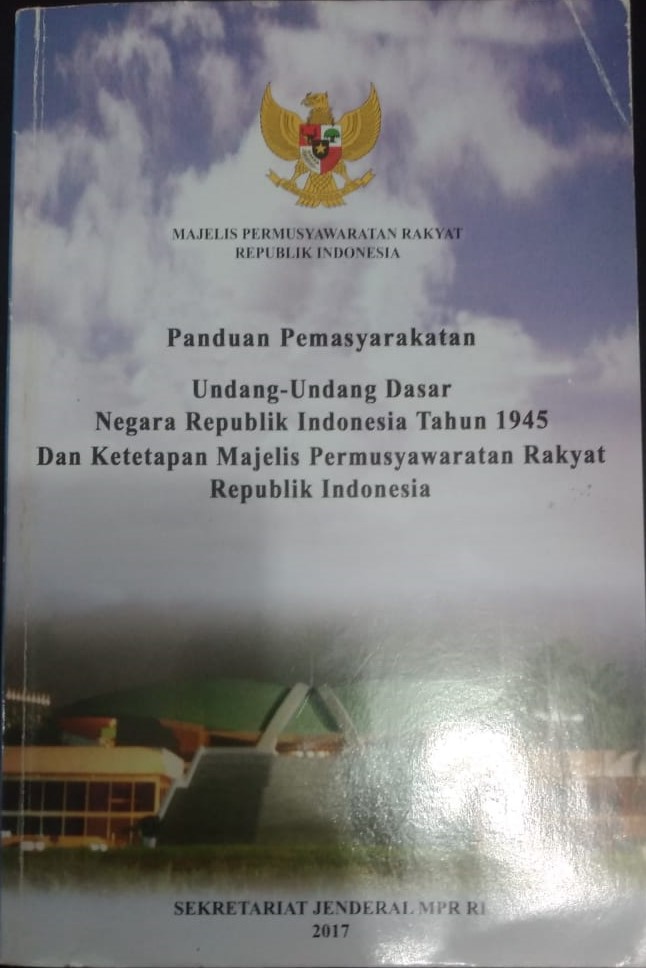 MAJELIS PERMUSYAWARATAN RAKYAT
REPUBLIK INDONESIA
Panduan Pemasyarakatan
Undang-Undang Dasar
Negara Republik Indonesia Tahun 1945
Dan Ketetapan Majelis Permusyawaratan Rakyat
Republik Indonesia
SEKRETARIAT JENDERAL MPR RI
2017